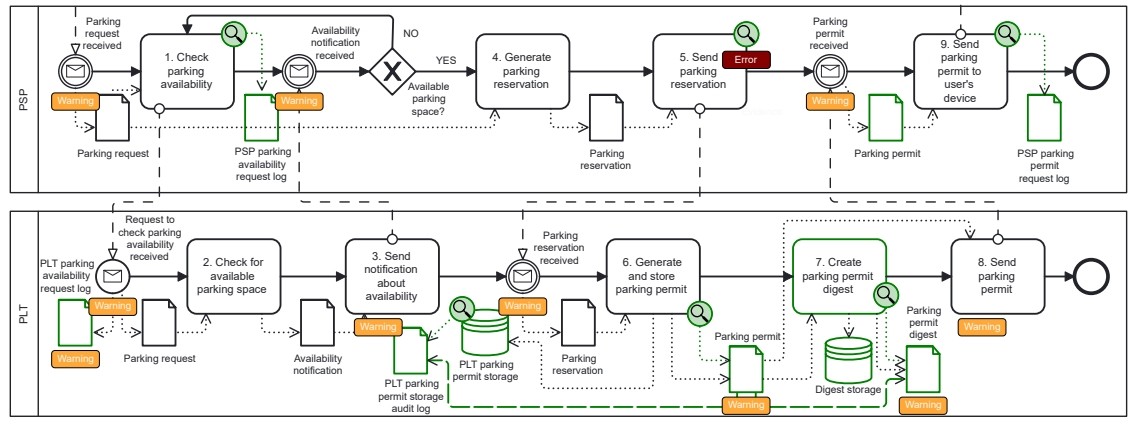 PSP
Parking
request
received
Warning
Parking request
1. Check
parking
availability
PSP parking
availability
request log
Availability
notification
received
Warning
NO
YES
Available
parking
space?
4. Generate
parking
reservation
Parking
reservation
5. Send
parking
reservation
Error
Parking
permit
received
Warning
Parking permit
9. Send
parking
permit to
user's
device
PSP parking
permit
request log
PLT
Request to
check parking
availability
received
PLT parking
availability
request log
Warning
Warning
Parking request
2. Check for
available
parking space
Availability
notification
3. Send
notification
about
availability
Warning
PLT parking
permit storage
audit log
PLT parking
permit storage
Parking
reservation
received
Warning
Parking
reservation
6. Generate
and store
parking permit
Parking permit
Warning
7. Create
parking permit
digest
Digest storage
Parking
permit
digest
Warning
8. Send
parking
permit
Warning